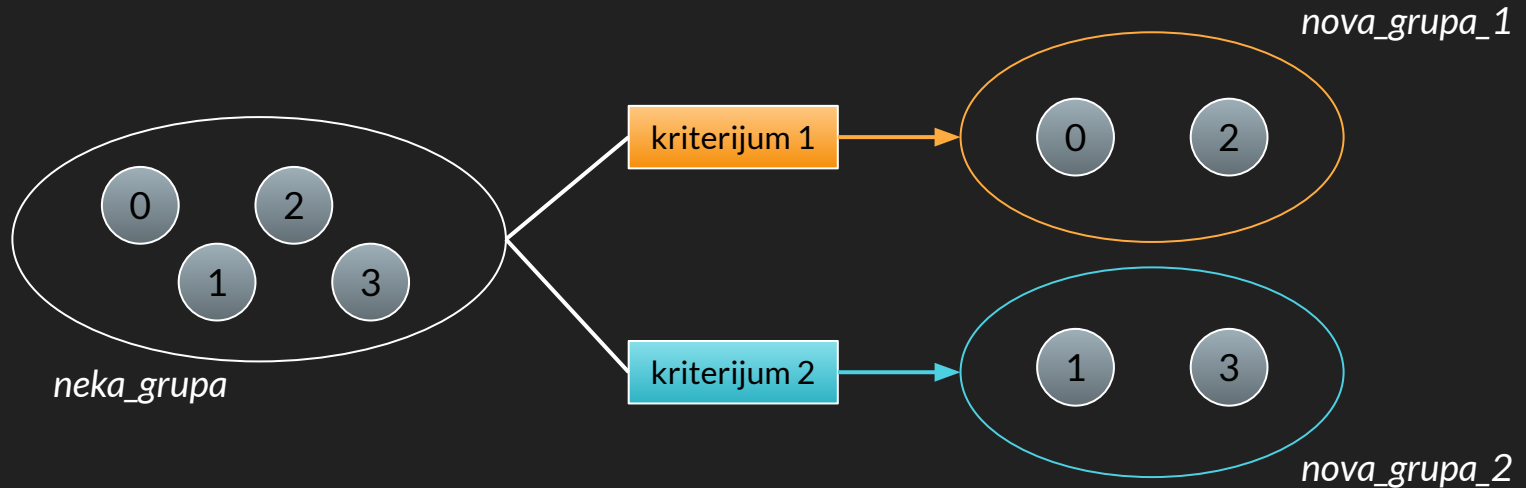 nova_grupa_1
kriterijum 1
0 2
0 2
1 3
neka_grupa
kriterijum 2
1 3
nova_grupa_2